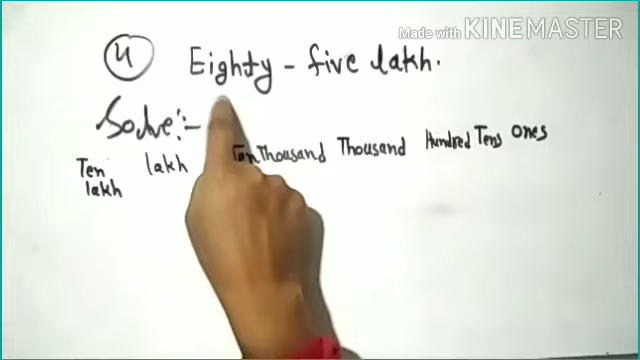 Made with KINEMASTER
4 Eighty-five lakh.
Solve:-
Ten lakh Ten Thousand Thousand Hundred Tens Ones
lakh